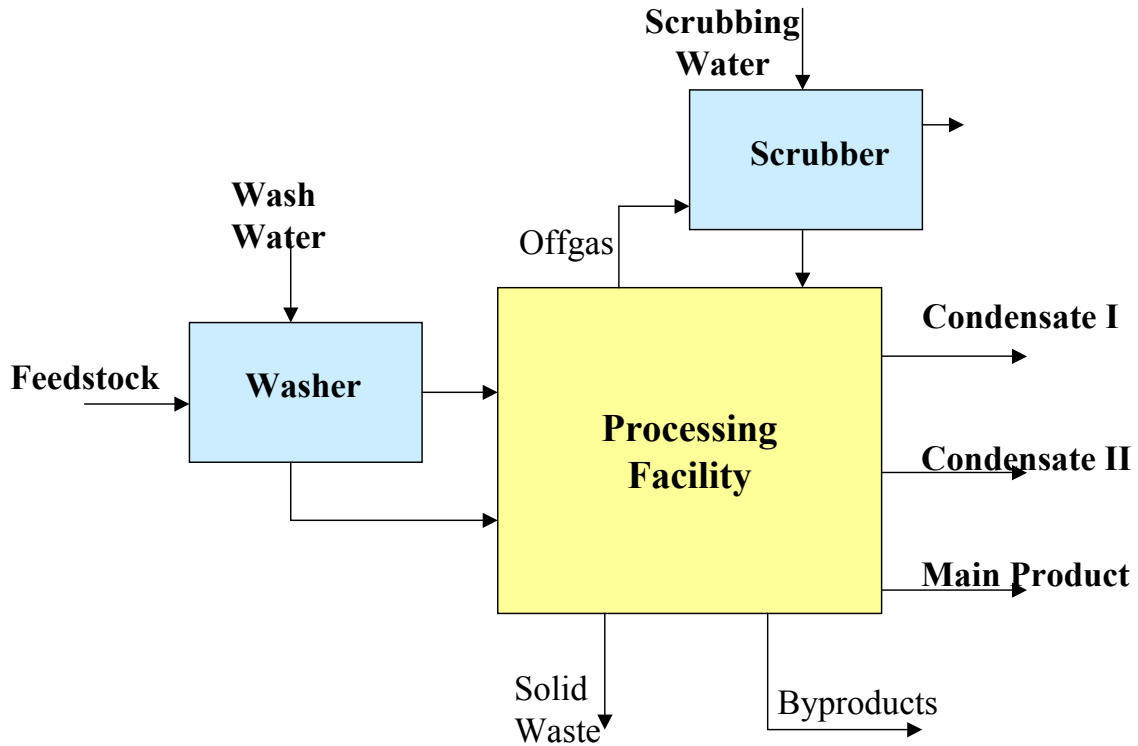 Scrubbing
Water
Scrubber
Wash
Water
Offgas
Condensate I
Feedstock
Washer
Processing
Facility
Condensate II
Main Product
Solid
Waste
Byproducts